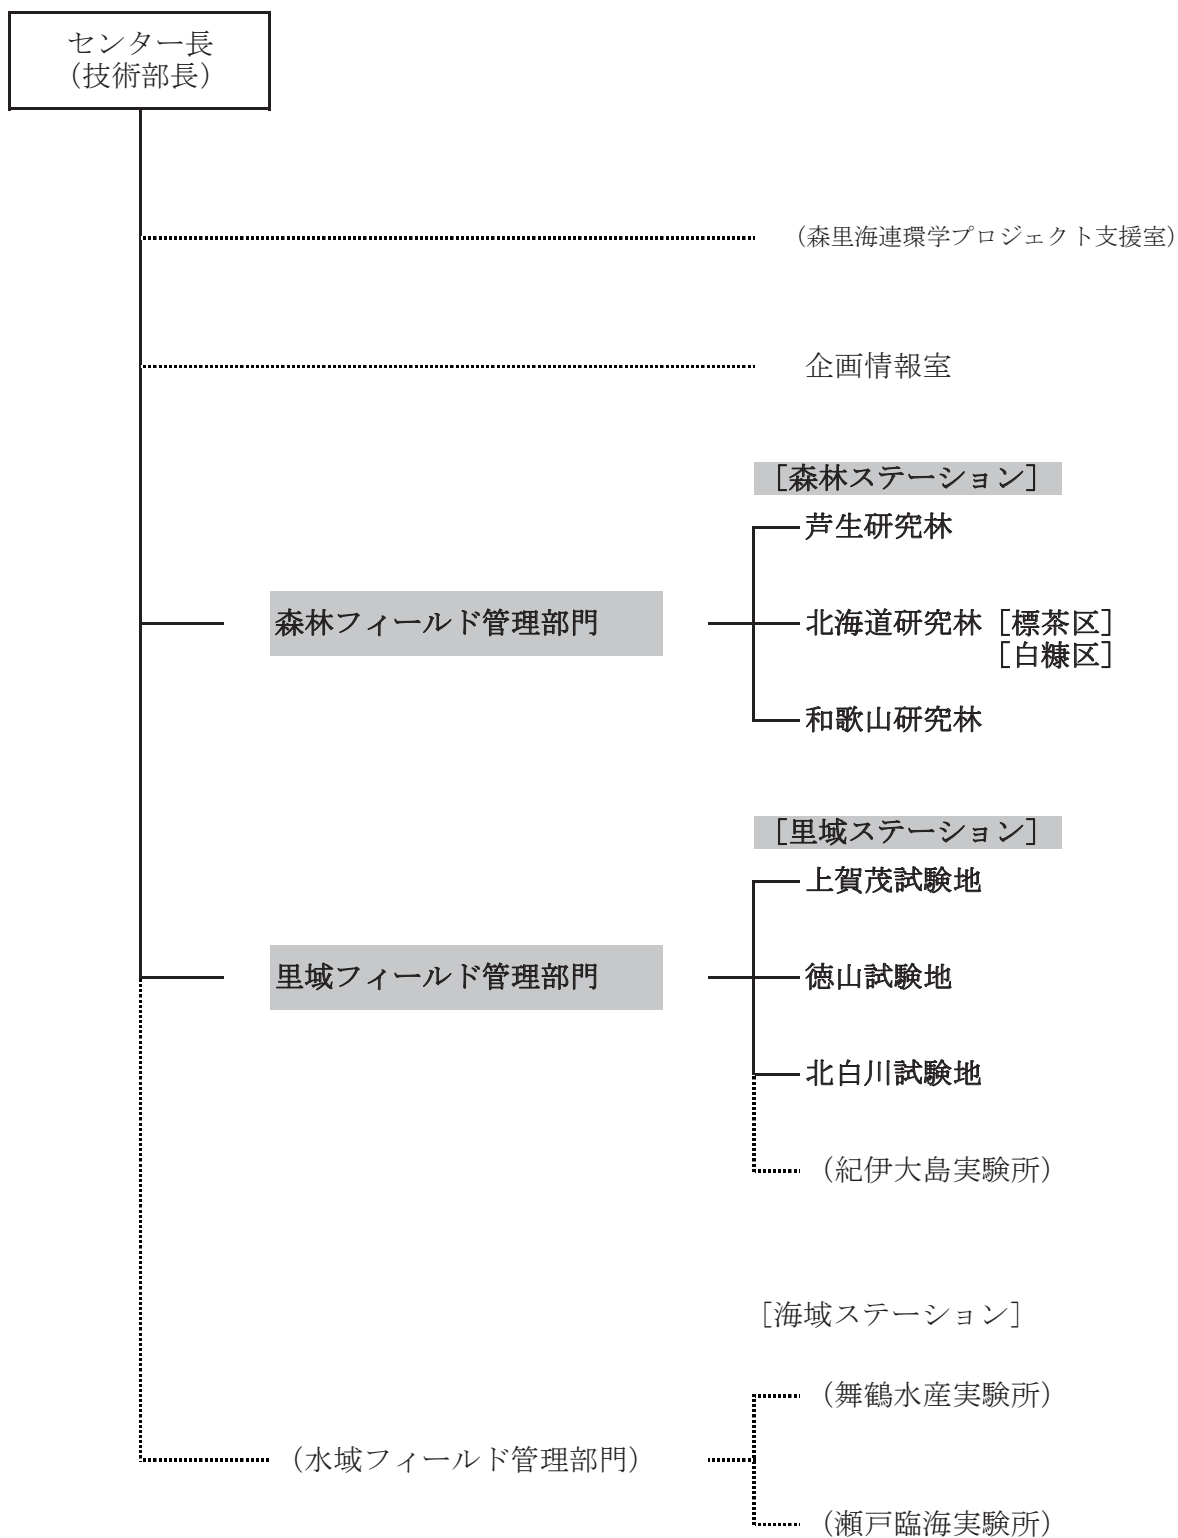 センター長
（技術部長）
（森里海連環学プロジェクト支援室）
企画情報室
［森林ステーション］
芦生研究林
森林フィールド管理部門
北海道研究林［標茶区］
［白糠区］
和歌山研究林
［里域ステーション］
上賀茂試験地
里域フィールド管理部門
徳山試験地
北白川試験地
（紀伊大島実験所）
［海域ステーション］
（舞鶴水産実験所）
（水域フィールド管理部門）
（瀬戸臨海実験所）